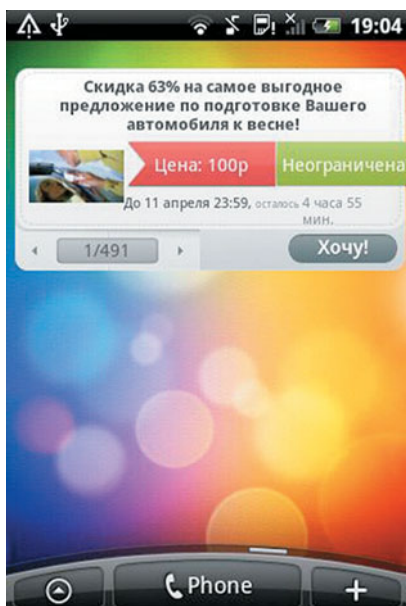 19:04
Скидка 63% на самое выгодное
предложение по подготовке Вашего
автомобиля к весне!
Цена: 100р Неограничена
До 11 апреля 23:59, осталось 4 часа 55
мин.
1/491 Хочу!
Phone